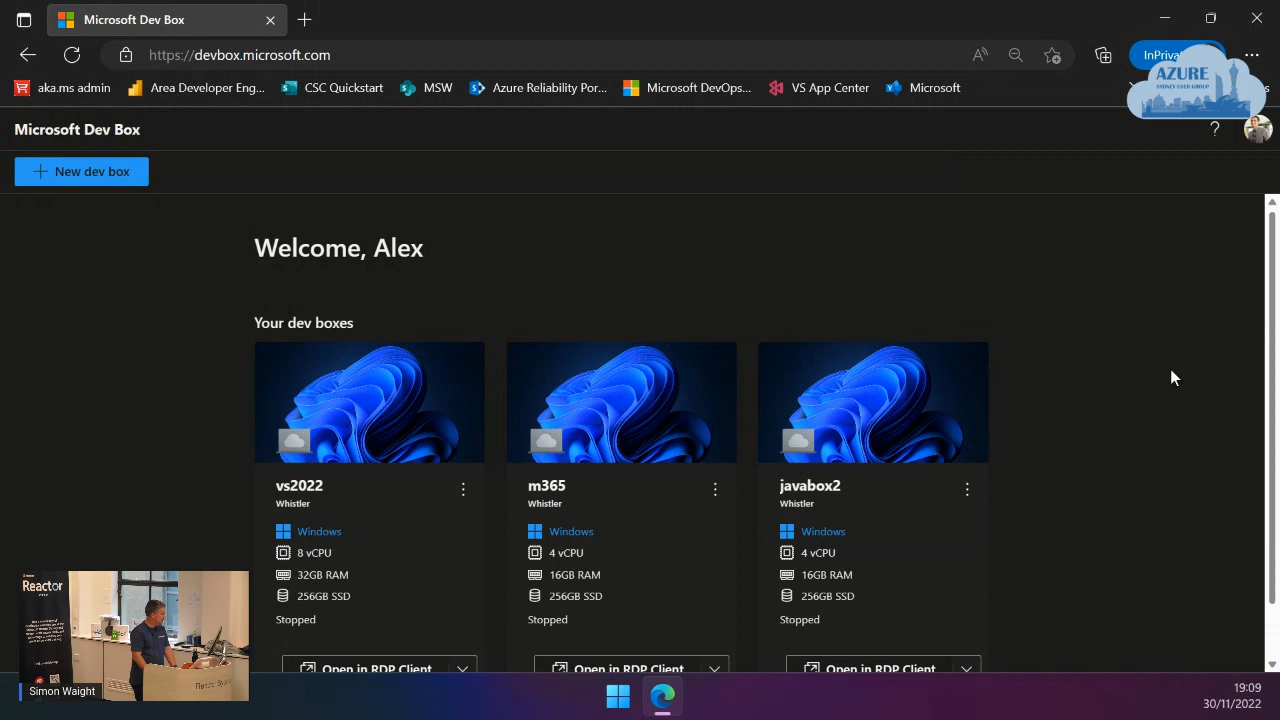 Microsoft Dev Box
https://devbox.microsoft.com
InPrivate
aka.ms admin
Area Developer Eng...
CSC Quickstart
MSW
Azure Reliability Por...
Microsoft DevOps...
VS App Center
Microsoft
AZURE
SYDNEY USER GROUP
Microsoft Dev Box
?
New dev box
Welcome, Alex
Your dev boxes
vs2022
Whistler
Windows
8 vCPU
32GB RAM
256GB SSD
Stopped
Open in RDP Client
m365
Whistler
Windows
4 vCPU
16GB RAM
256GB SSD
Stopped
Open in RDP Client
javabox2
Whistler
Windows
4 vCPU
16GB RAM
256GB SSD
Stopped
Open in RDP Client
Reactor
Simon Waight
19:09
30/11/2022